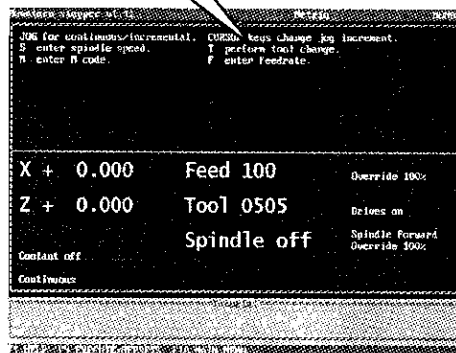 Metric
JOG for continuous/incremental. CURSOR keys change jog increment.
S enter spindle speed. T perform tool change.
M enter M code. F enter feedrate.
X + 0.000 Feed 100 Override 100%
Z + 0.000 Tool 0505 Drives on
Spindle off Spindle Forward
Override 100%
Coolant off
Continuous